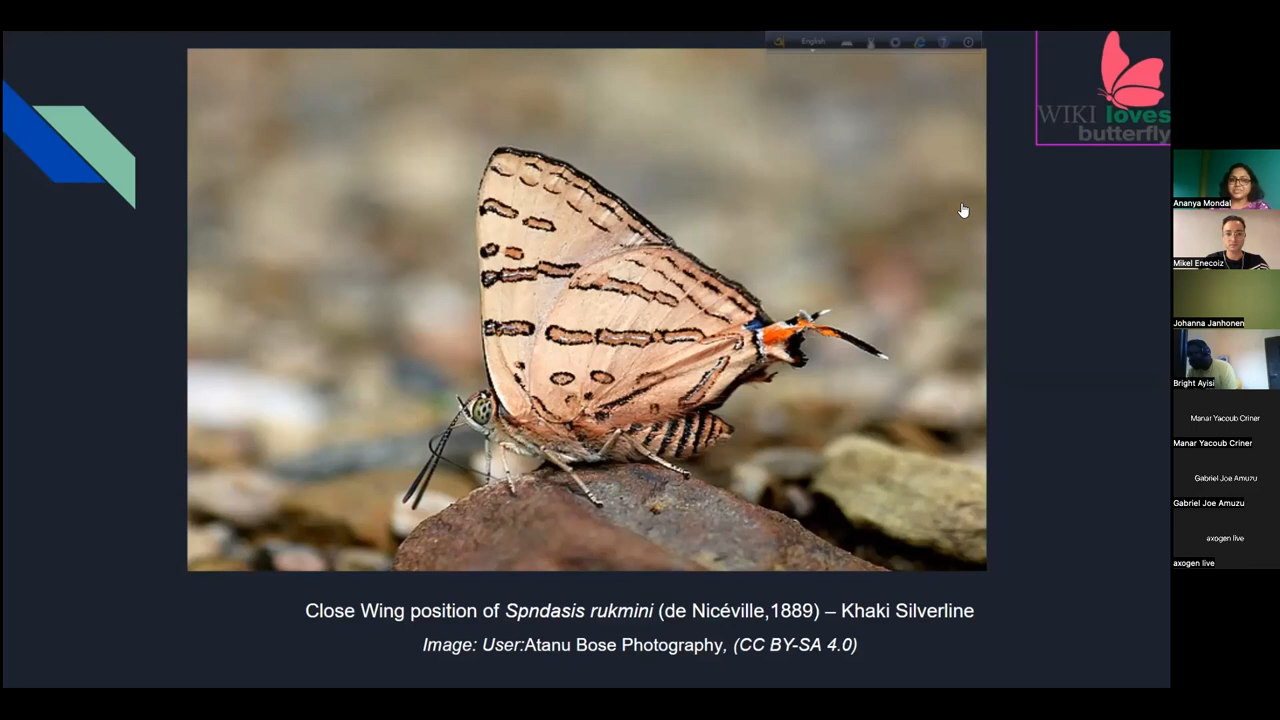 English
WIKI loves
butterfly
Close Wing position of Spndasis rukmini (de Nicéville,1889) – Khaki Silverline
Image: User:Atanu Bose Photography, (CC BY-SA 4.0)
Ananya Mondal
Mikel Enecoiz
Johanna Janhonen
Bright Ayisi
Manar Yacoub Criner
Manar Yacoub Criner
Gabriel Joe Amuzu
Gabriel Joe Amuzu
axogen live
axogen live